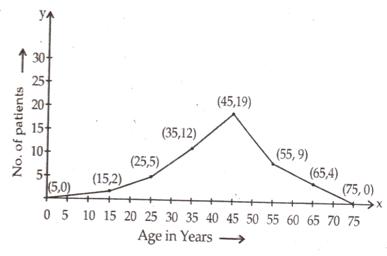 y
No. of patients
30
25
20
15
10
5
(5,0)
(15,2)
(25,5)
(35,12)
(45,19)
(55, 9)
(65,4)
(75, 0)
x
0 5 10 15 20 25 30 35 40 45 50 55 60 65 70 75
Age in Years